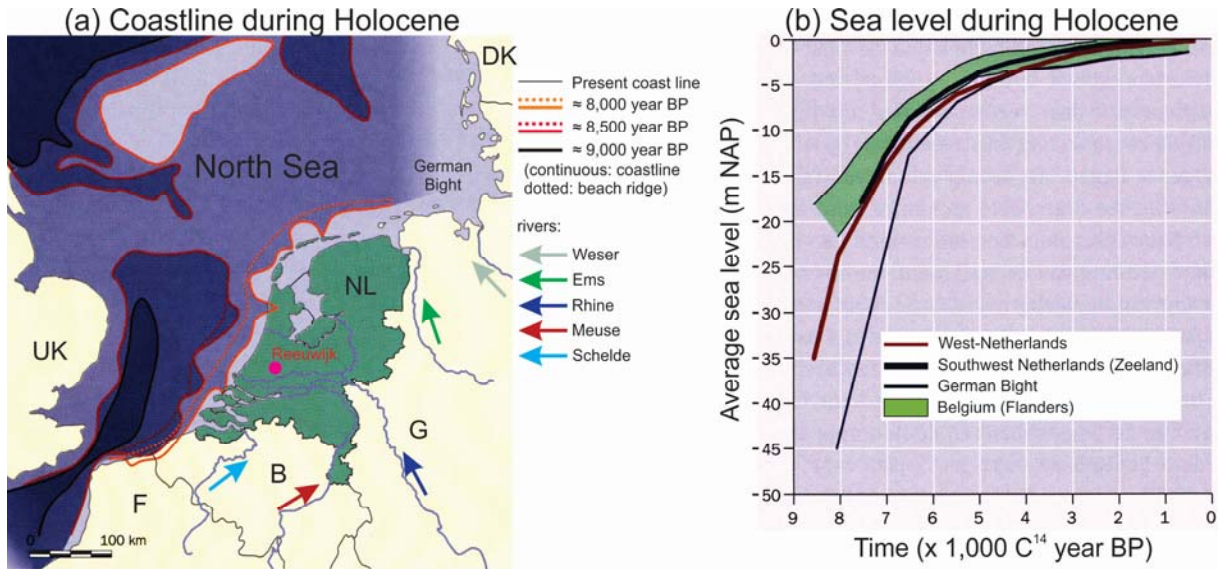 (a) Coastline during Holocene
DK
Present coast line
≈ 8,000 year BP
≈ 8,500 year BP
≈ 9,000 year BP
(continuous: coastline
dotted: beach ridge)
North Sea
German
Bight
rivers:
Weser
Ems
Rhine
Meuse
Schelde
NL
UK
Reeuwijk
G
B
F
0
100 km
(b) Sea level during Holocene
Average sea level (m NAP)
0
-5
-10
-15
-20
-25
-30
-35
-40
-45
-50
West-Netherlands
Southwest Netherlands (Zeeland)
German Bight
Belgium (Flanders)
9 8 7 6 5 4 3 2 1 0
Time (x 1,000 C¹⁴ year BP)